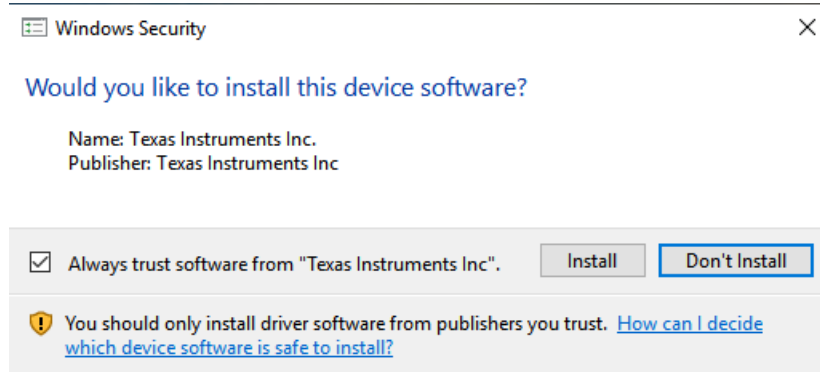 Windows Security
Would you like to install this device software?
Name: Texas Instruments Inc.
Publisher: Texas Instruments Inc
Always trust software from "Texas Instruments Inc".
Install
Don't Install
You should only install driver software from publishers you trust. How can I decide
which device software is safe to install?